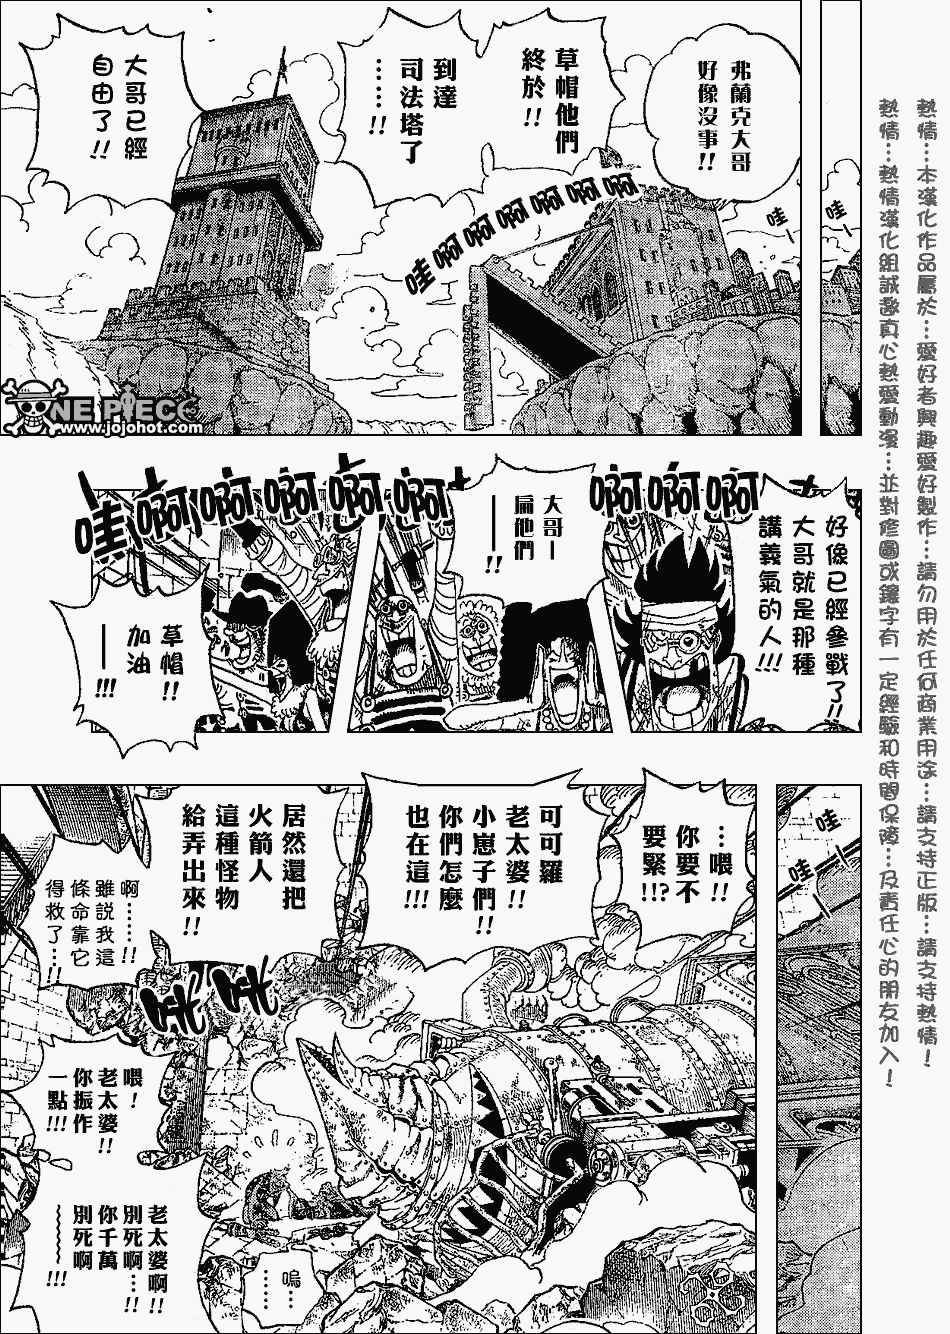 弗蘭克大哥
好像沒事!!
草帽他們
終於!!
到達
司法塔了
……!!
大哥已經
自由了!!
哇—
哇—
哇啊啊啊啊啊啊
ONE PIECE
www.jojohot.com
好像已經參戰了!!
大哥就是那種
講義氣的人!!!
啊啊啊
大哥—
扁他們
—!!
哇啊啊啊啊啊
草帽!!
加油
—!!!
哇
哇
…喂!!
你要不
要緊!!?
可可羅
老太婆!!
小崽子們!!
你們怎麼
也在這!!!
居然還把
火箭人
這種怪物
給弄出來
!!
啊……!!
雖說我這
條命靠它
得救了…!!
喂!
老太婆!!
你振作
一點!!!
老太婆啊!!
別死啊…!!
你千萬
別死啊
~~~~!!!
嗚
……
熱情…本漢化作品屬於…愛好者興趣愛好製作…請勿用於任何商業用途…請支持正版…請支持熱情!
熱情…熱情漢化組誠邀真心熱愛動漫…並對修圖或鑲字有一定經驗和時間保障…及責任心的朋友加入!